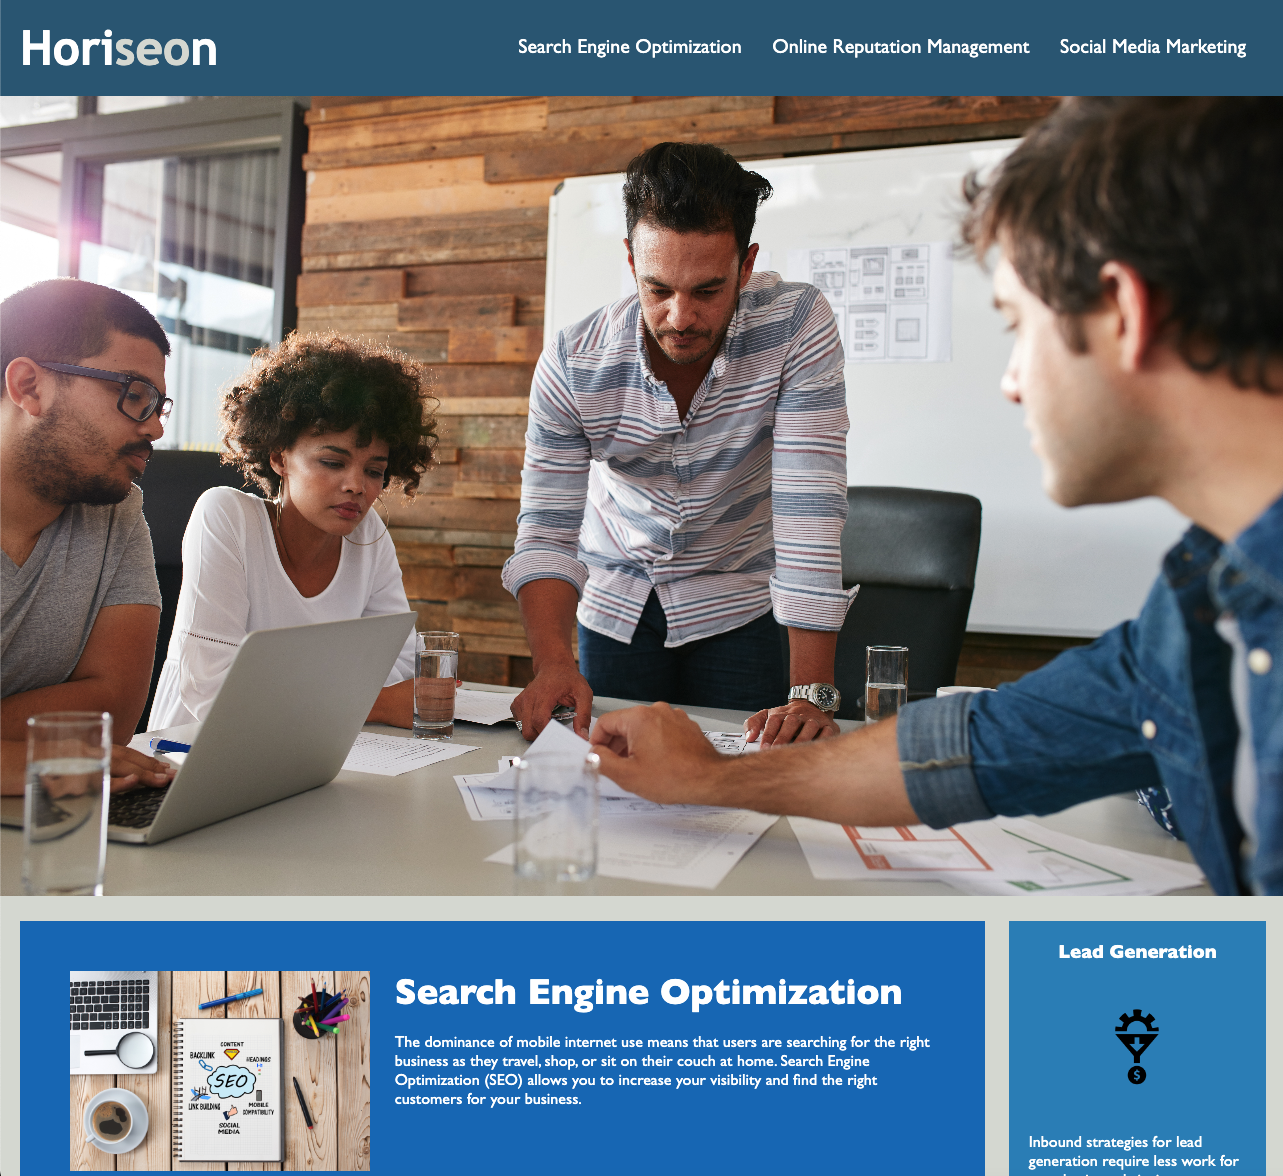 Horiseon
Search Engine Optimization
Online Reputation Management
Social Media Marketing
Search Engine Optimization
The dominance of mobile internet use means that users are searching for the right
business as they travel, shop, or sit on their couch at home. Search Engine
Optimization (SEO) allows you to increase your visibility and find the right
customers for your business.
CONTENT
BACKLINK
HEADINGS
SEO
LINK BUILDING
MOBILE
COMPATIBILITY
SOCIAL
MEDIA
Lead Generation
$
Inbound strategies for lead
generation require less work for